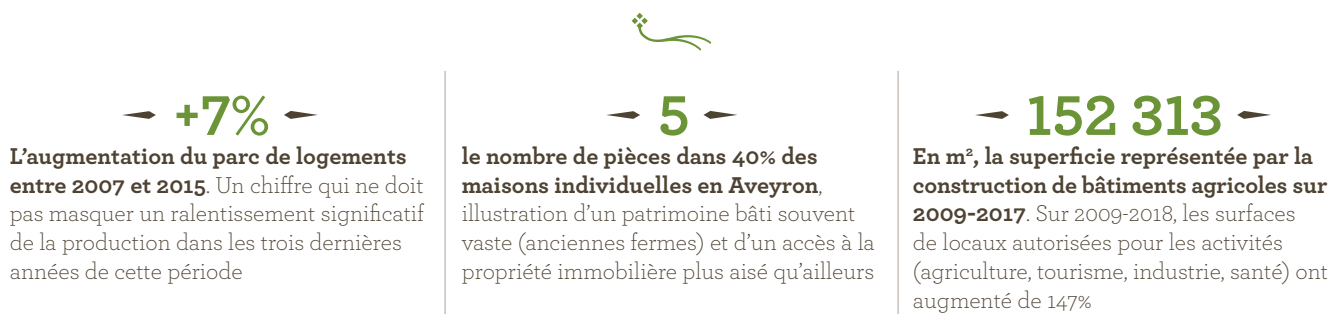 +7%
L’augmentation du parc de logements
entre 2007 et 2015. Un chiffre qui ne doit
pas masquer un ralentissement significatif
de la production dans les trois dernières
années de cette période
5
le nombre de pièces dans 40% des
maisons individuelles en Aveyron,
illustration d’un patrimoine bâti souvent
vaste (anciennes fermes) et d’un accès à la
propriété immobilière plus aisé qu’ailleurs
152 313
En m², la superficie représentée par la
construction de bâtiments agricoles sur
2009-2017. Sur 2009-2018, les surfaces
de locaux autorisées pour les activités
(agriculture, tourisme, industrie, santé) ont
augmenté de 147%